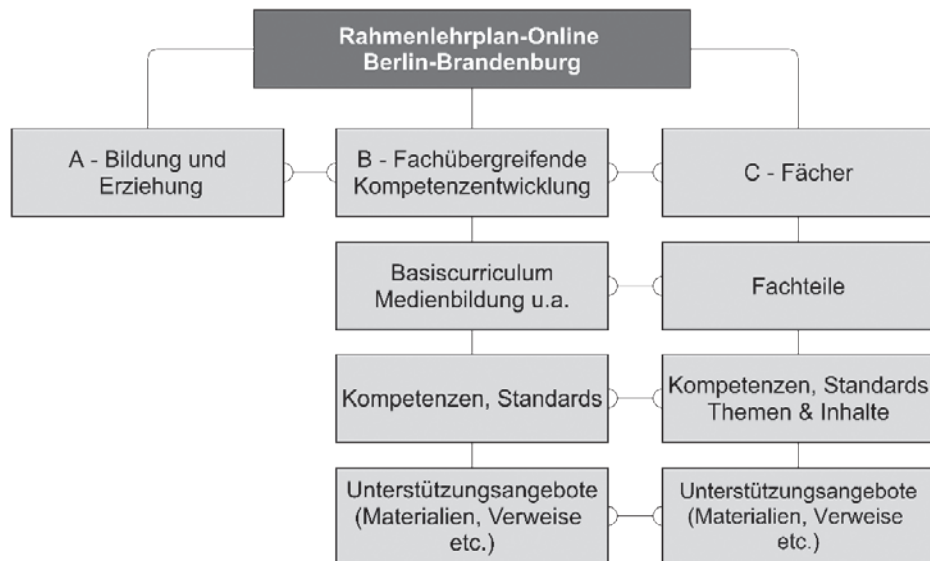 Rahmenlehrplan-Online
Berlin-Brandenburg
A - Bildung und
Erziehung
B - Fachübergreifende
Kompetenzentwicklung
C - Fächer
Basiscurriculum
Medienbildung u.a.
Fachteile
Kompetenzen, Standards
Kompetenzen, Standards
Themen & Inhalte
Unterstützungsangebote
(Materialien, Verweise
etc.)
Unterstützungsangebote
(Materialien, Verweise
etc.)